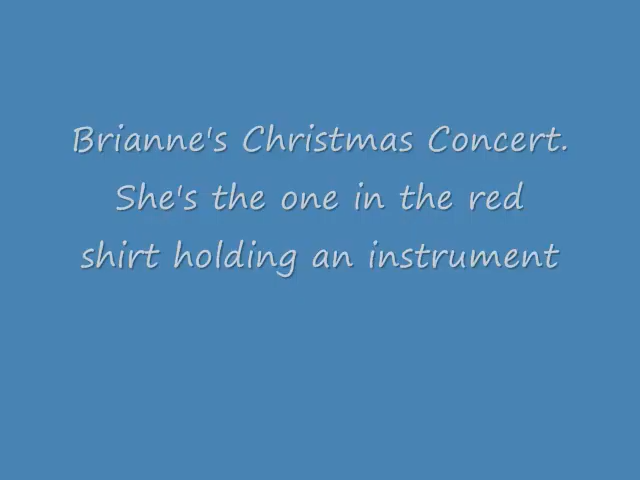 Brianne's Christmas Concert.
She's the one in the red
shirt holding an instrument